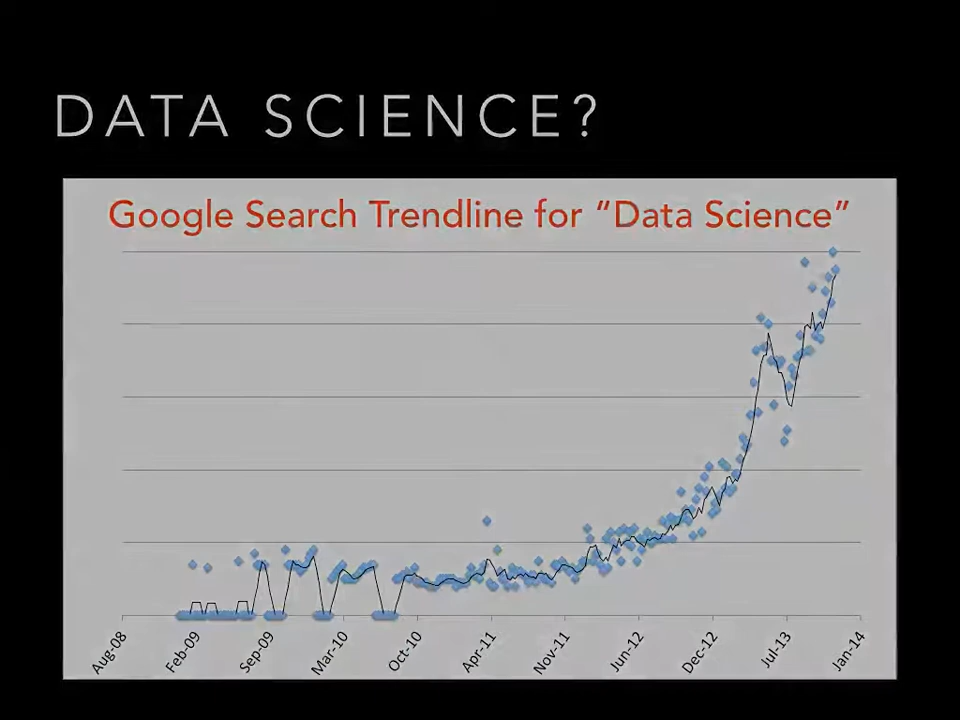 DATA SCIENCE?
Google Search Trendline for "Data Science"
Aug-08
Feb-09
Sep-09
Mar-10
Oct-10
Apr-11
Nov-11
Jun-12
Dec-12
Jul-13
Jan-14